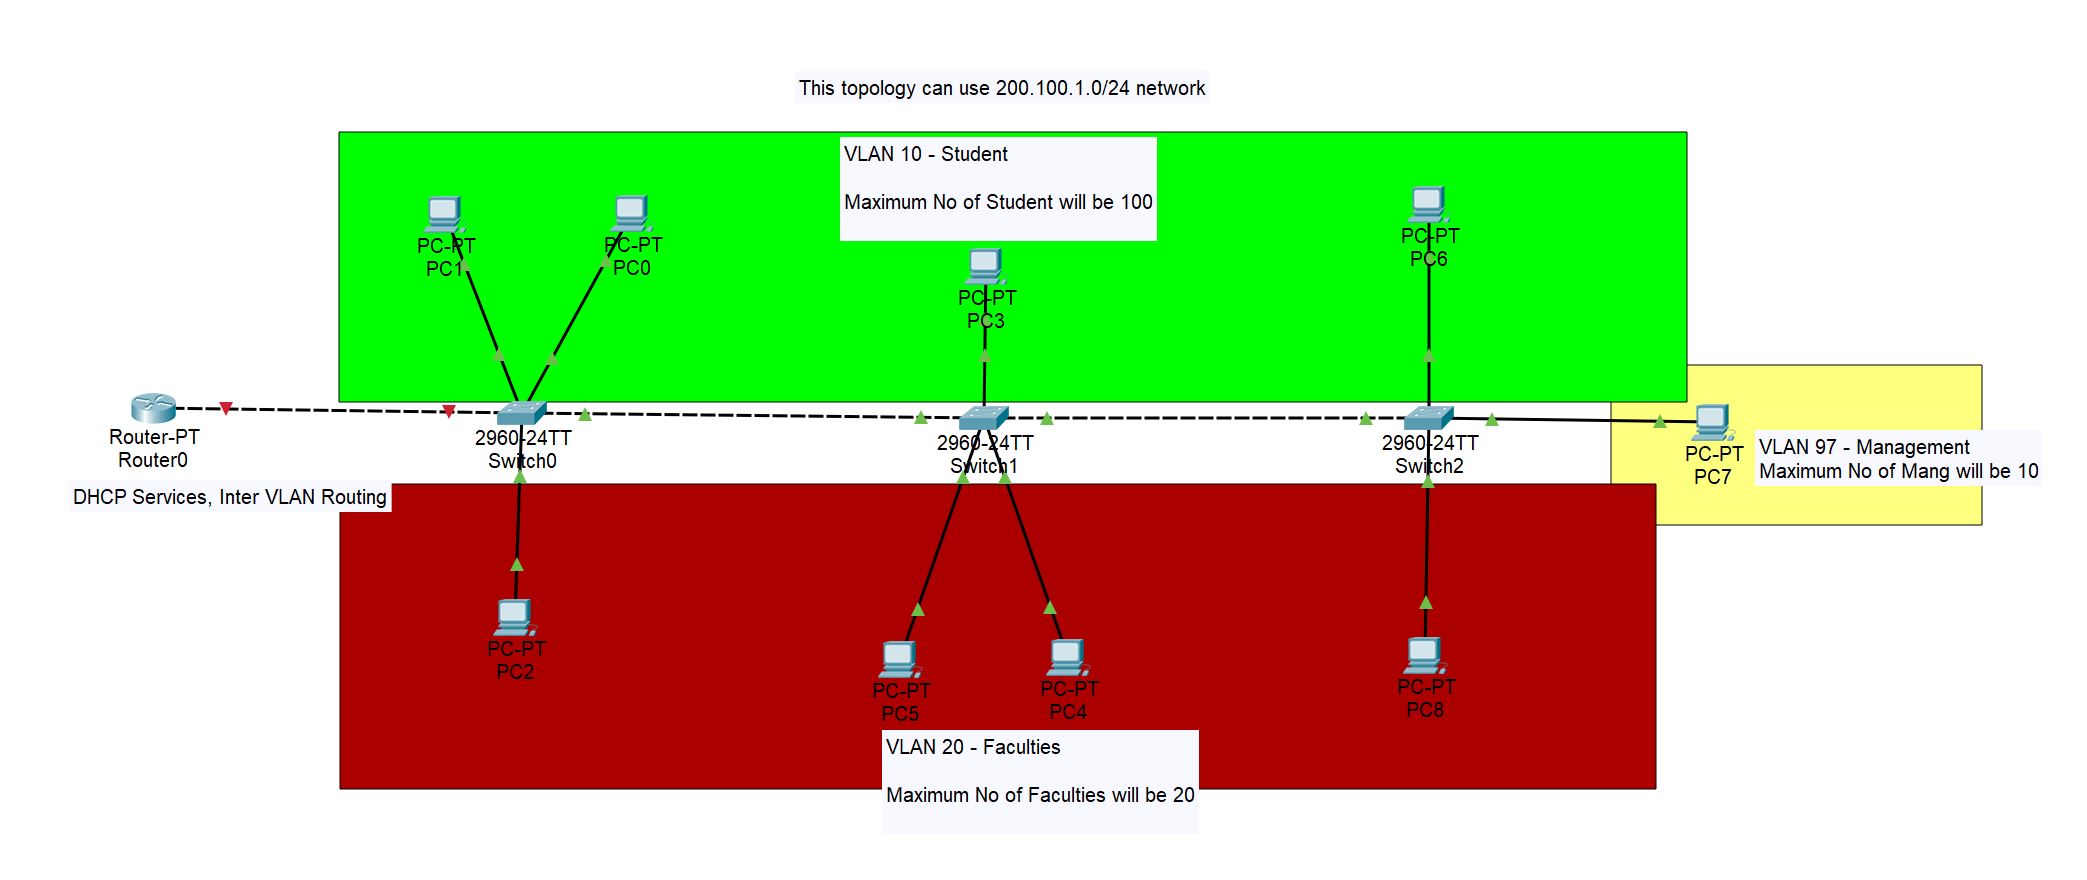 This topology can use 200.100.1.0/24 network
VLAN 10 - Student
Maximum No of Student will be 100
PC-PT
PC1
PC-PT
PC0
PC-PT
PC3
PC-PT
PC6
Router-PT
Router0
DHCP Services, Inter VLAN Routing
2960-24TT
Switch0
2960-24TT
Switch1
2960-24TT
Switch2
PC-PT
PC7
VLAN 97 - Management
Maximum No of Mang will be 10
PC-PT
PC2
PC-PT
PC5
PC-PT
PC4
PC-PT
PC8
VLAN 20 - Faculties
Maximum No of Faculties will be 20